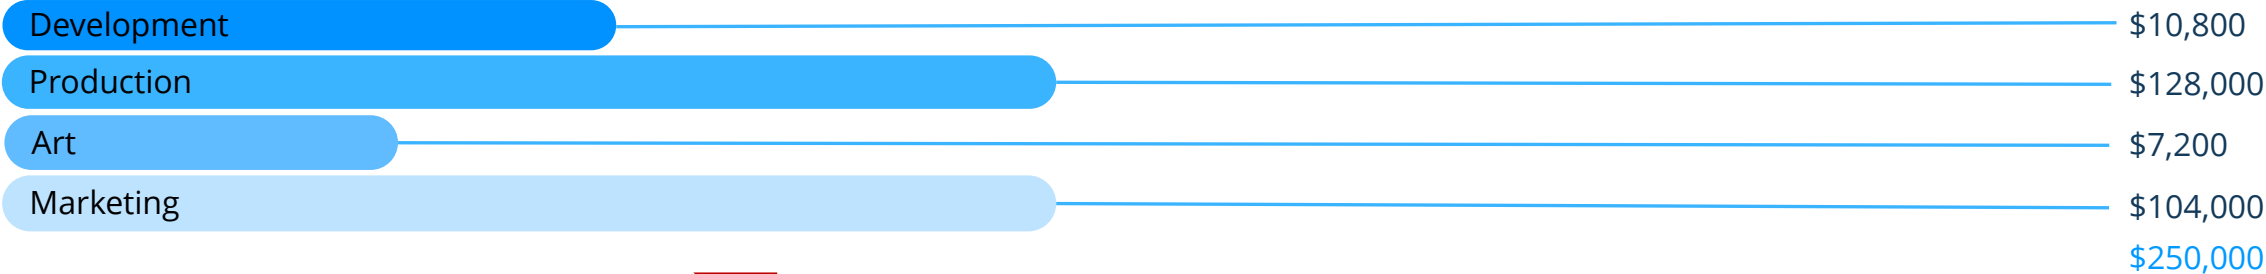 Development $10,800
Production $128,000
Art $7,200
Marketing $104,000
$250,000